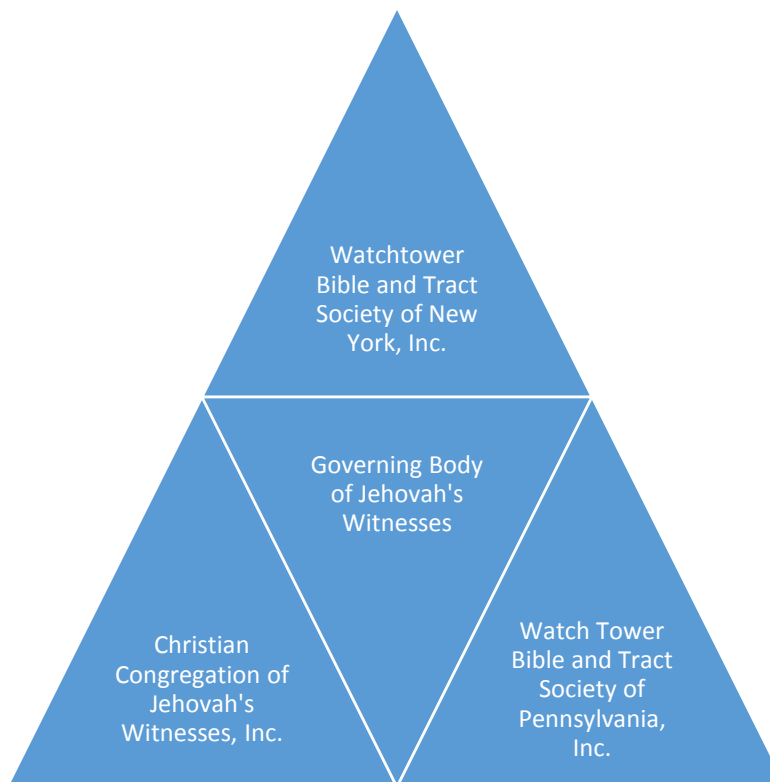 Watchtower
Bible and Tract
Society of New
York, Inc.
Governing Body
of Jehovah's
Witnesses
Christian
Congregation of
Jehovah's
Witnesses, Inc.
Watch Tower
Bible and Tract
Society of
Pennsylvania,
Inc.